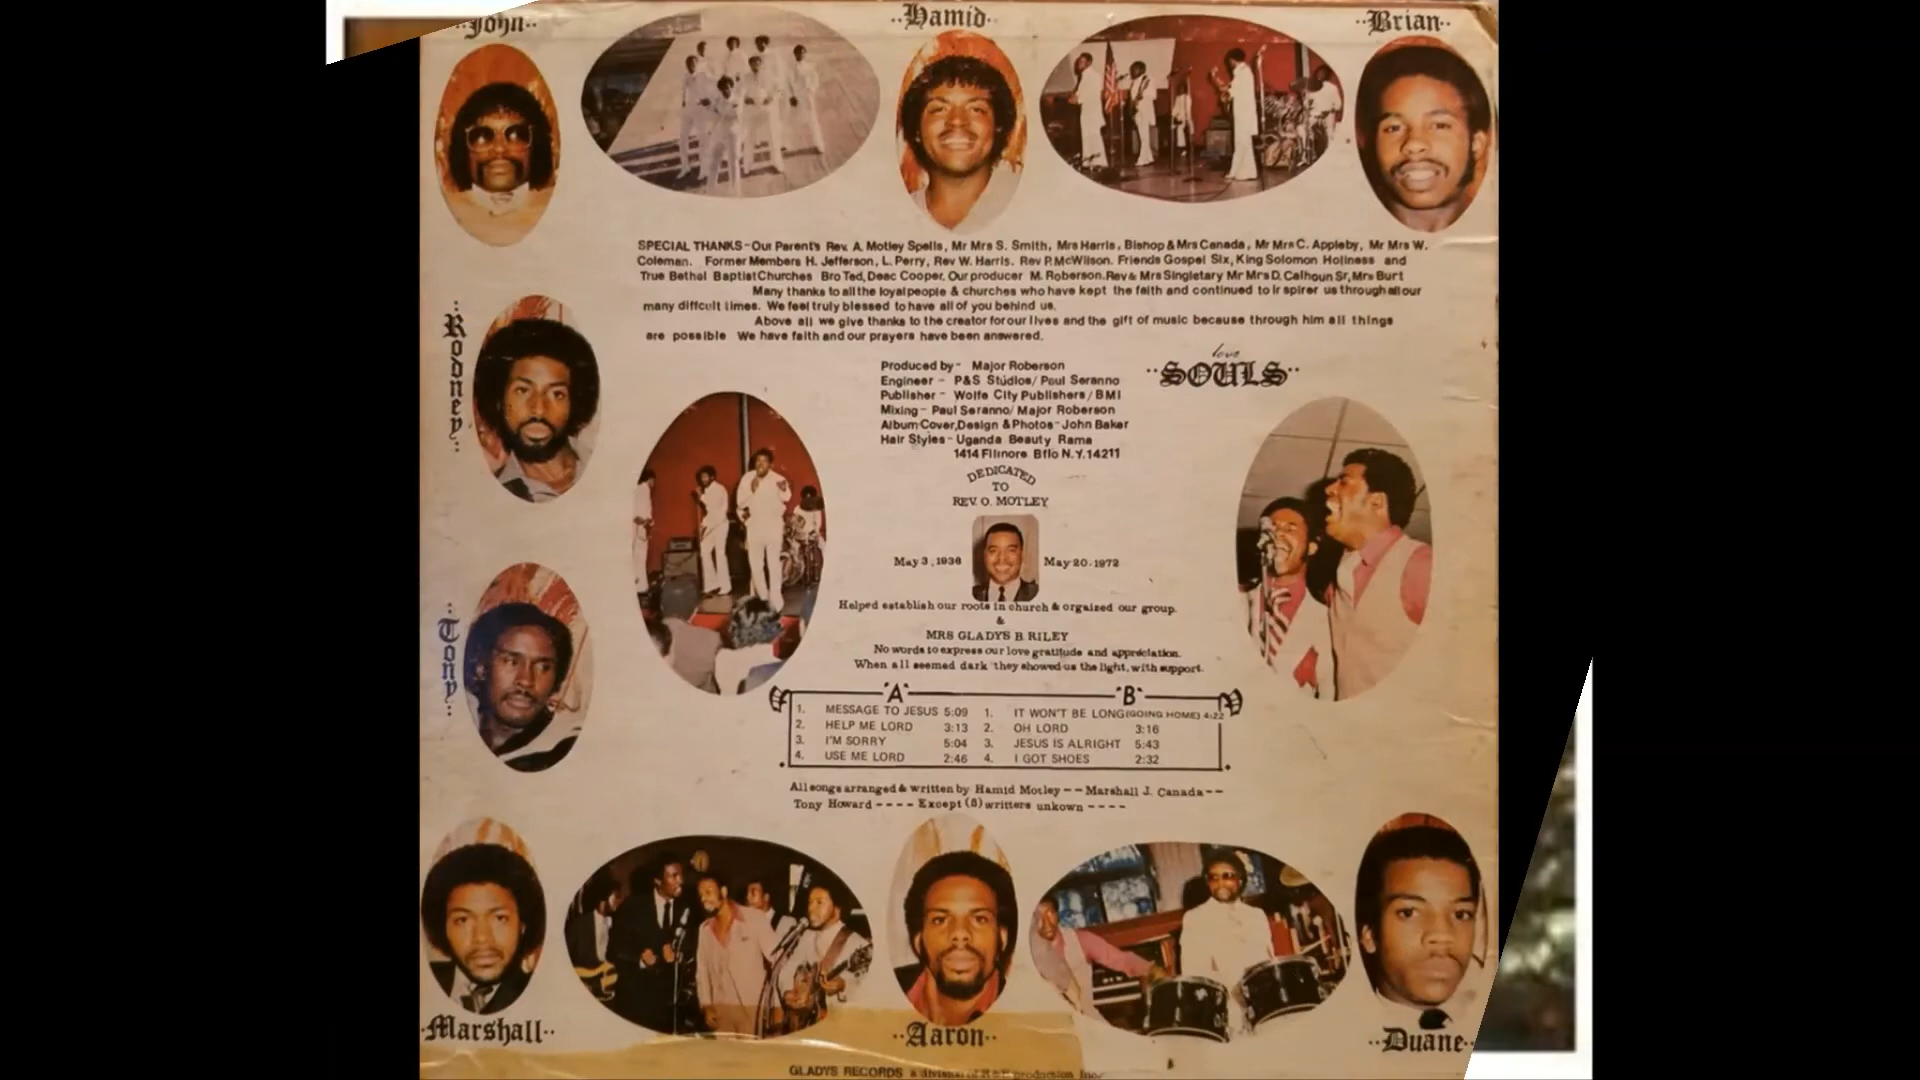 ··John··
··Hamid··
··Brian··
SPECIAL THANKS-Our Parent's Rev. A. Motley Spells, Mr Mrs S. Smith, Mrs Harris, Bishop & Mrs Canada, Mr Mrs C. Appleby, Mr Mrs W.
Coleman. Former Members H. Jefferson, L. Perry, Rev W. Harris. Rev P. McWilson. Friends Gospel Six, King Solomon Holiness and
True Bethel Baptist Churches Bro Ted, Deac Cooper. Our producer M. Roberson. Rev & Mrs Singletary Mr Mrs D. Calhoun Sr, Mrs Burt
Many thanks to all the loyal people & churches who have kept the faith and continued to Ir spirer us through all our
many diffcult times. We feel truly blessed to have all of you behind us.
Above all we give thanks to the creator for our lives and the gift of music because through him all things
are possible We have faith and our prayers have been answered.
··Rodney··
Produced by - Major Roberson
Engineer - P&S Studios/ Paul Seranno
Publisher - Wolfe City Publishers / BMI
Mixing - Paul Seranno/ Major Roberson
Album Cover, Design & Photos - John Baker
Hair Styles - Uganda Beauty Rama
1414 Fllmore Bflo N.Y. 14211
love
··SOULS··
DEDICATED
TO
REV. O. MOTLEY
May 3, 1936 May 20. 1972
Helped establish our roots in church & orgaized our group.
&
MRS GLADYS B. RILEY
No words to express our love gratitude and appreciation.
When all seemed dark they showed us the light, with support.
··Tony··
"A" "B"
1. MESSAGE TO JESUS 5:09 1. IT WON'T BE LONG (GOING HOME) 4:22
2. HELP ME LORD 3:13 2. OH LORD 3:16
3. I'M SORRY 5:04 3. JESUS IS ALRIGHT 5:43
4. USE ME LORD 2:46 4. I GOT SHOES 2:32
All songs arranged & written by Hamid Motley -- Marshall J. Canada --
Tony Howard ---- Except (8) writters unkown ----
·Marshall··
··Aaron··
··Duane··
GLADYS RECORDS a division of production Inc.